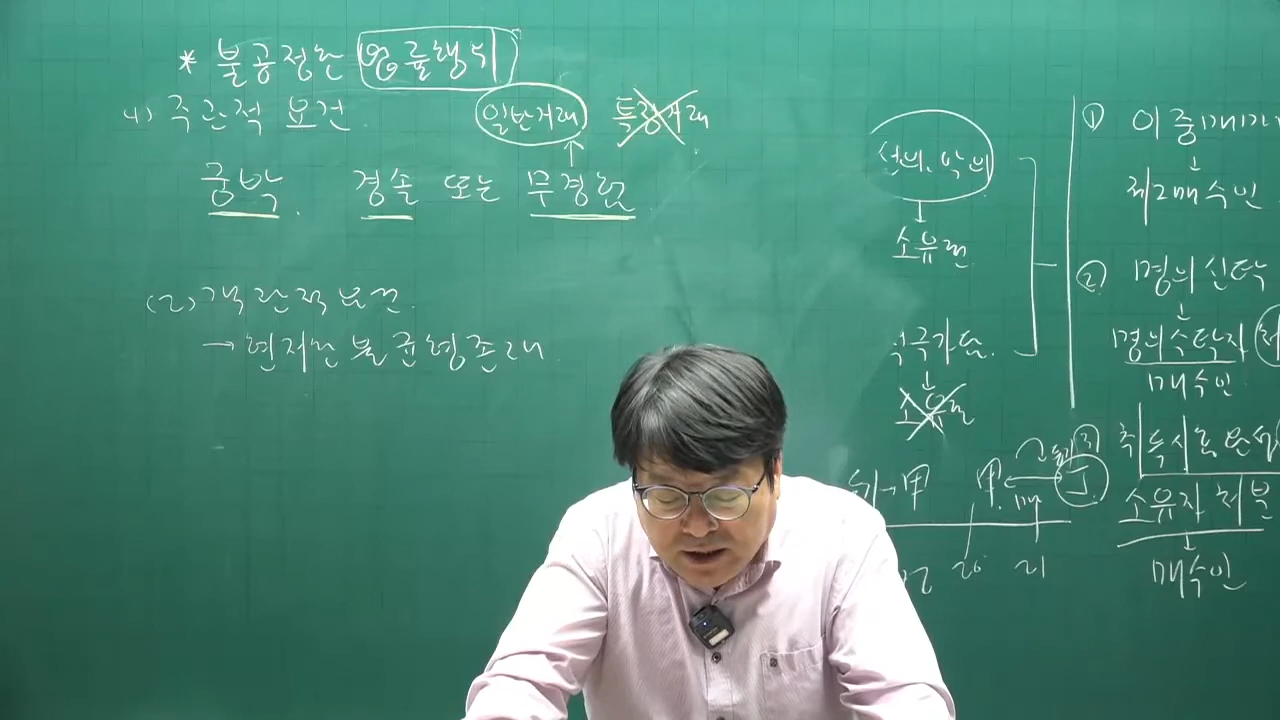 * 불공정한 법률행위
(1) 주관적 요건
일반거래 특정거래
궁박. 경솔 또는 무경험
(2) 객관적 요건.
→ 현저한 불균형 존재
선의, 악의
↓
소유권
적극가담.
↓
소유권
① 이중매매
↓
제2매수인
② 명의신탁
↓
명의수탁자
매수인
③ 취득시효 완성
소유자 처분
↓
매수인
甲
甲